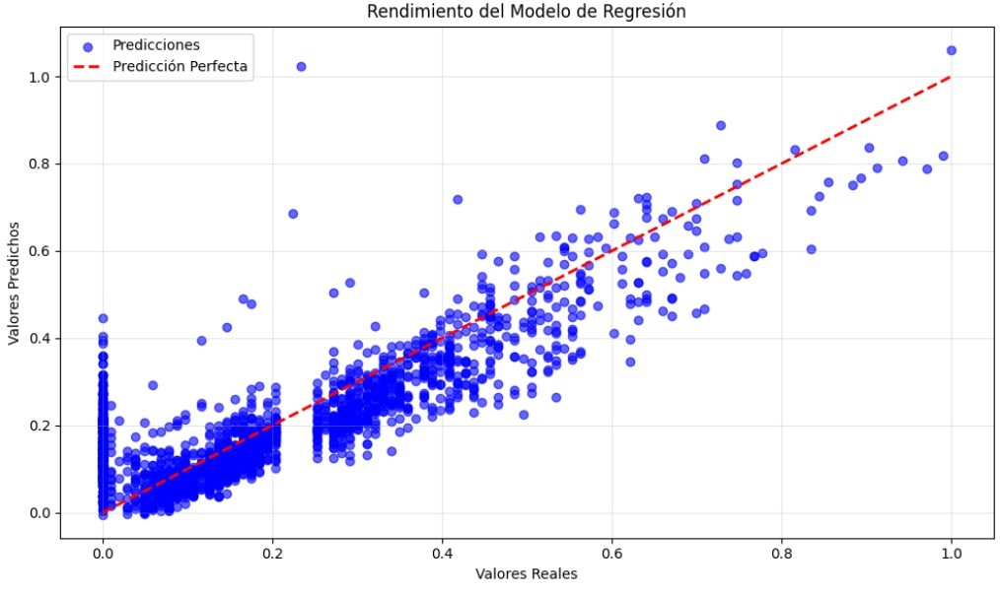 Rendimiento del Modelo de Regresión
Predicciones
Predicción Perfecta
Valores Predichos
1.0
0.8
0.6
0.4
0.2
0.0
0.0 0.2 0.4 0.6 0.8 1.0
Valores Reales